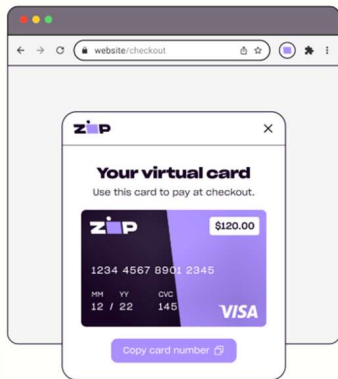 website/checkout
ZIP
Your virtual card
Use this card to pay at checkout.
ZIP
$120.00
1234 4567 8901 2345
MM YY CVC
12 / 22 145
VISA
Copy card number